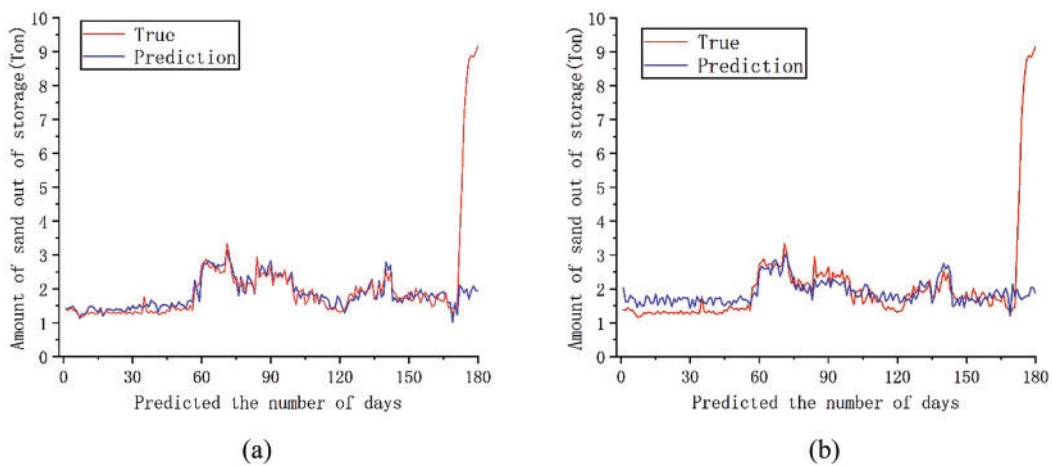 10
9
8
7
6
5
4
3
2
1
0
Amount of sand out of storage(Ton)
True
Prediction
0 30 60 90 120 150 180
Predicted the number of days
(a)
10
9
8
7
6
5
4
3
2
1
0
Amount of sand out of storage(Ton)
True
Prediction
0 30 60 90 120 150 180
Predicted the number of days
(b)